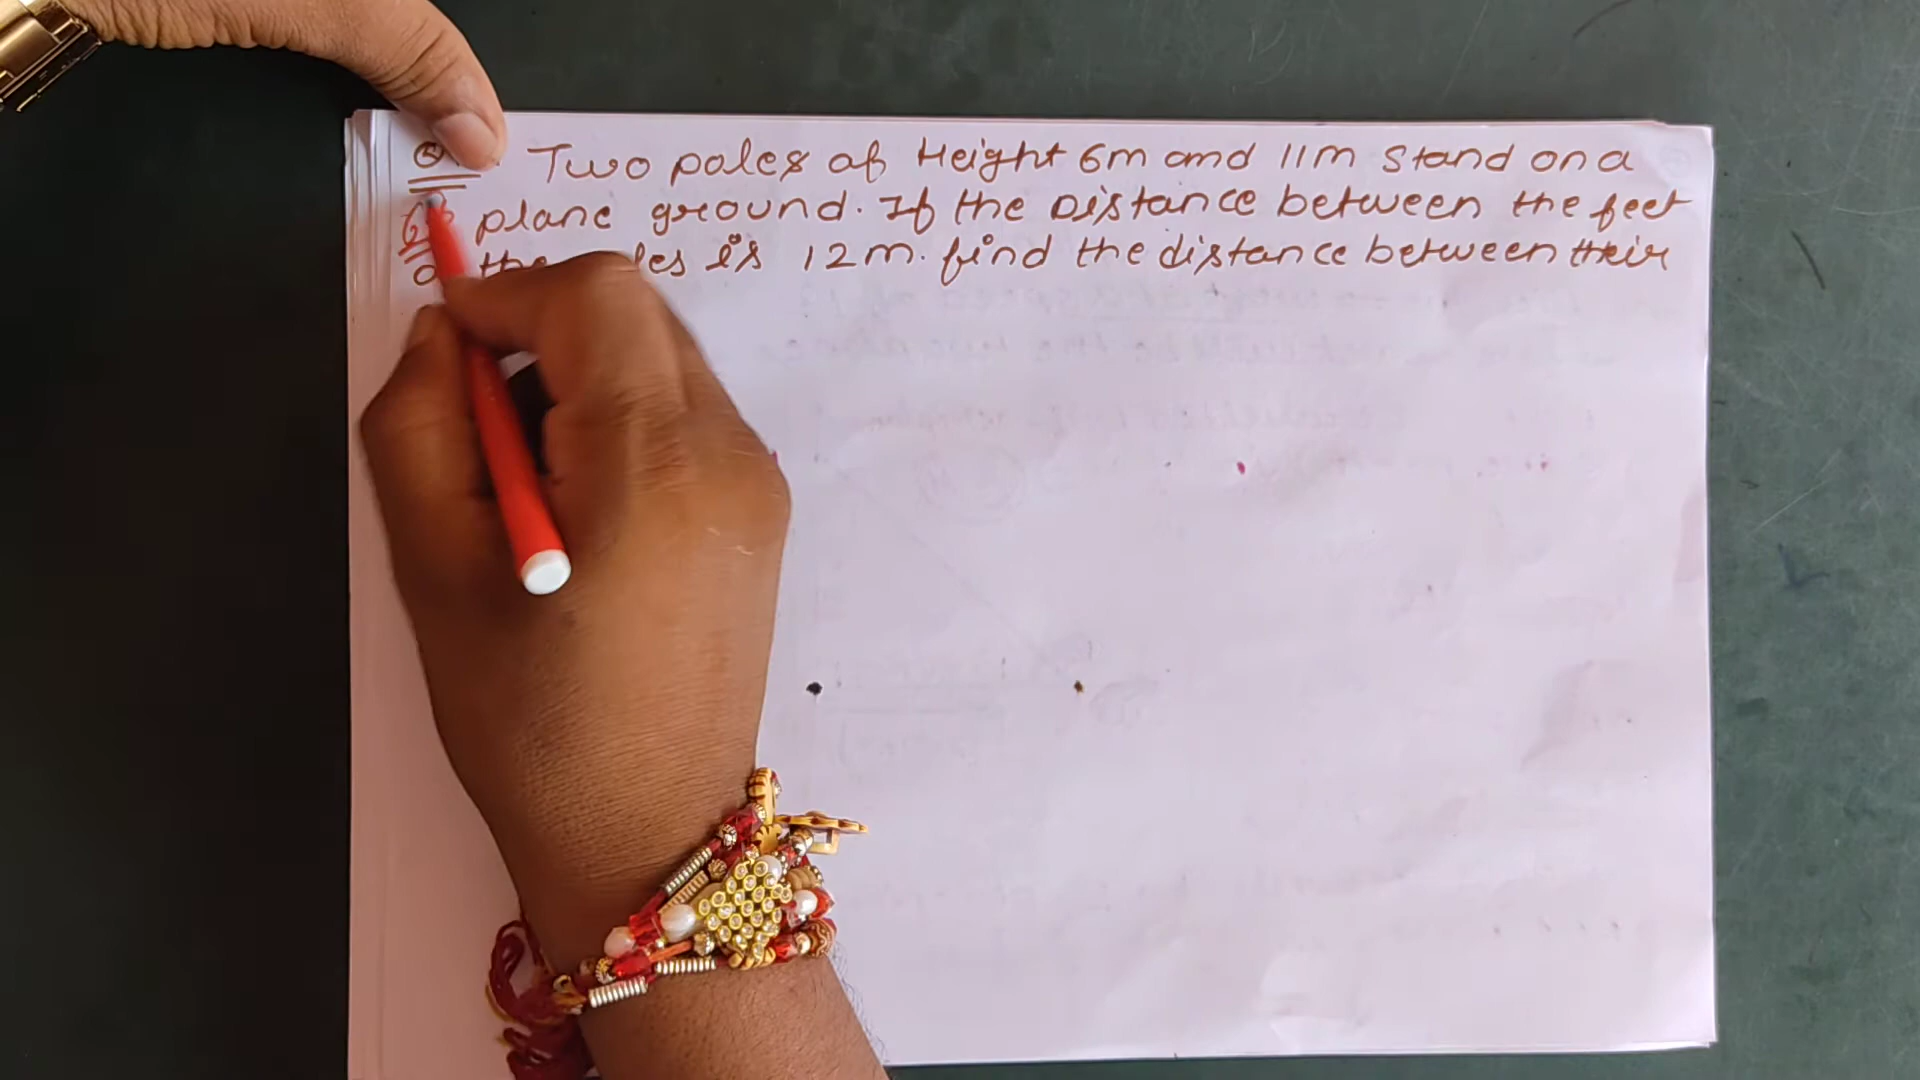 Two poles of Height 6m and 11m stand on a
plane ground. If the Distance between the feet
is 12m. find the distance between their